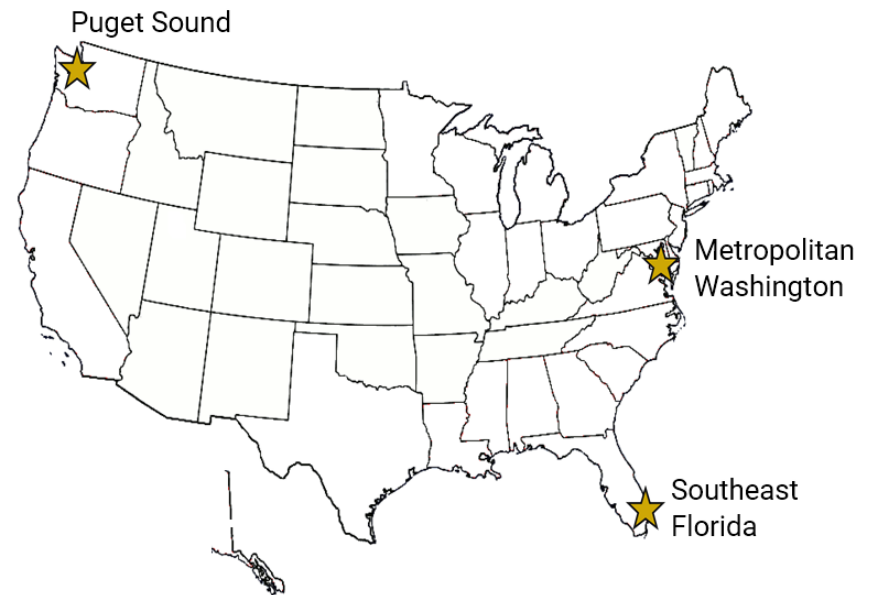 Puget Sound
Metropolitan
Washington
Southeast
Florida